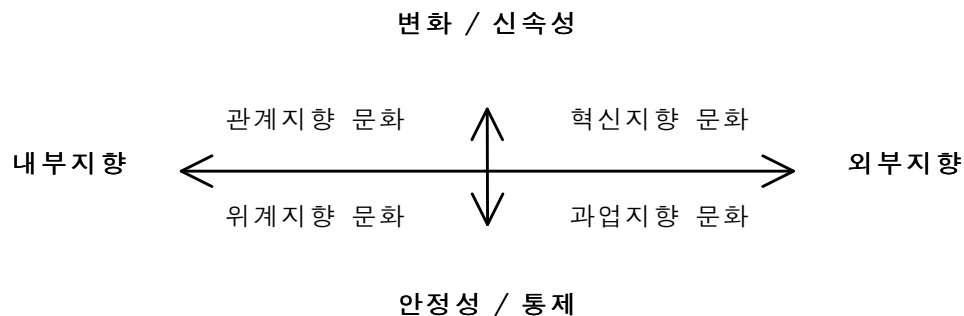 변화 / 신속성
관계지향 문화 혁신지향 문화
내부지향 외부지향
위계지향 문화 과업지향 문화
안정성 / 통제